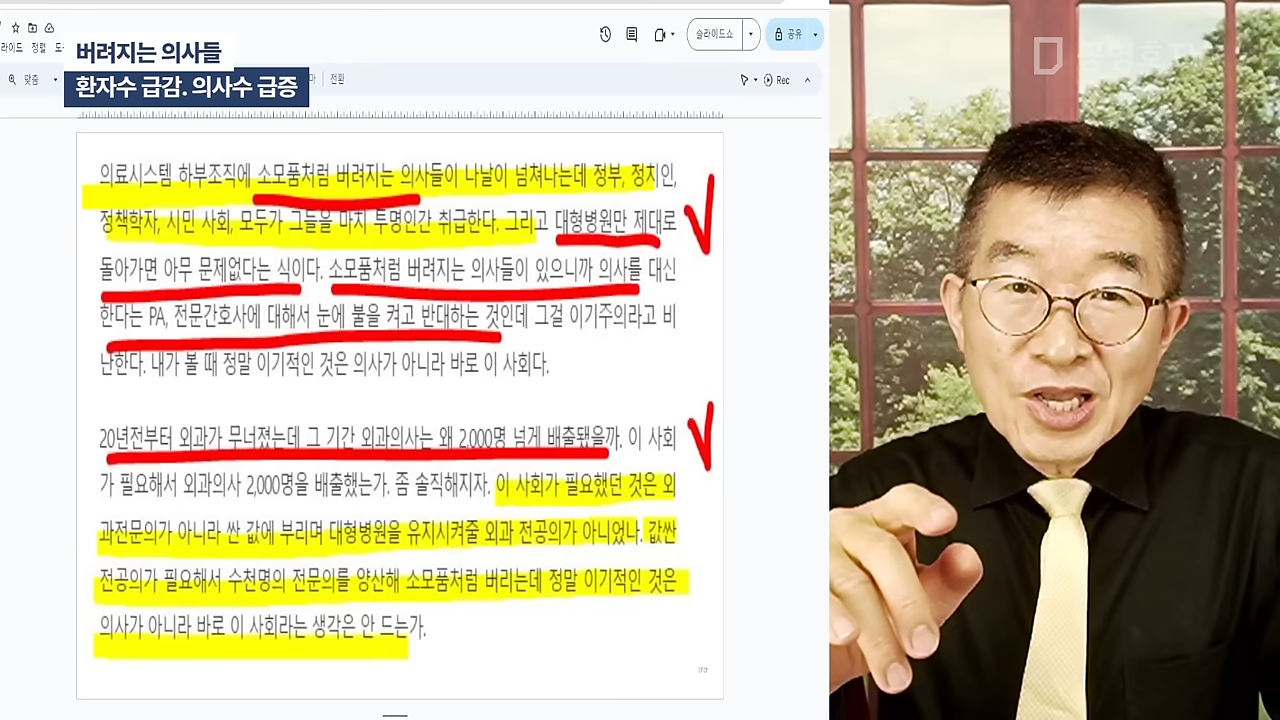 슬라이드쇼
공유
라이드 정렬 도
버려지는 의사들
맞춤
전환
Rec
환자수 급감. 의사수 급증
의료시스템 하부조직에 소모품처럼 버려지는 의사들이 나날이 넘쳐나는데 정부, 정치인,
정책학자, 시민 사회, 모두가 그들을 마치 투명인간 취급한다. 그리고 대형병원만 제대로
돌아가면 아무 문제없다는 식이다. 소모품처럼 버려지는 의사들이 있으니까 의사를 대신
한다는 PA, 전문간호사에 대해서 눈에 불을 켜고 반대하는 것인데 그걸 이기주의라고 비
난한다. 내가 볼 때 정말 이기적인 것은 의사가 아니라 바로 이 사회다.
20년전부터 외과가 무너졌는데 그 기간 외과의사는 왜 2,000명 넘게 배출됐을까. 이 사회
가 필요해서 외과의사 2,000명을 배출했는가. 좀 솔직해지자. 이 사회가 필요했던 것은 외
과전문의가 아니라 싼 값에 부리며 대형병원을 유지시켜줄 외과 전공의가 아니었나. 값싼
전공의가 필요해서 수천명의 전문의를 양산해 소모품처럼 버리는데 정말 이기적인 것은
의사가 아니라 바로 이 사회라는 생각은 안 드는가.